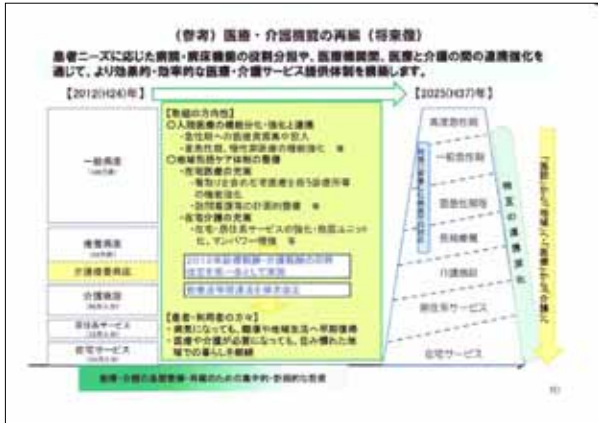 (参考) 医療・介護機能の再編(将来像)
患者ニーズに応じた病院・病床機能の役割分担や、医療機関間、医療と介護の間の連携強化を
通じて、より効果的・効率的な医療・介護サービス提供体制を構築します。
【2012(H24)年】
【2025(H37)年】
【取組の方向性】
○入院医療の機能分化・強化と連携
・急性期への医療資源集中投入
・亜急性期、慢性期医療の機能強化 等
○地域包括ケア体制の整備
・在宅医療の充実
・看取りを含め在宅医療を担う診療所等
の機能強化
・訪問看護等の計画的整備 等
・在宅介護の充実
・在宅・居住系サービスの強化・施設ユニット
化、マンパワー増強 等
【患者・利用者の方々】
・病気になっても、職場や地域生活へ早期復帰
・医療や介護が必要になっても、住み慣れた地
域での暮らしを継続
一般病床
療養病床
介護療養病床
介護施設
居住系サービス
在宅サービス
高度急性期
一般急性期
亜急性期等
長期療養
介護施設
居住系サービス
在宅サービス
相互の連携深化
「施設」から「地域」へ・「医療」から「介護」へ
医療・介護の基盤整備・再編のための集中的・計画的な投資